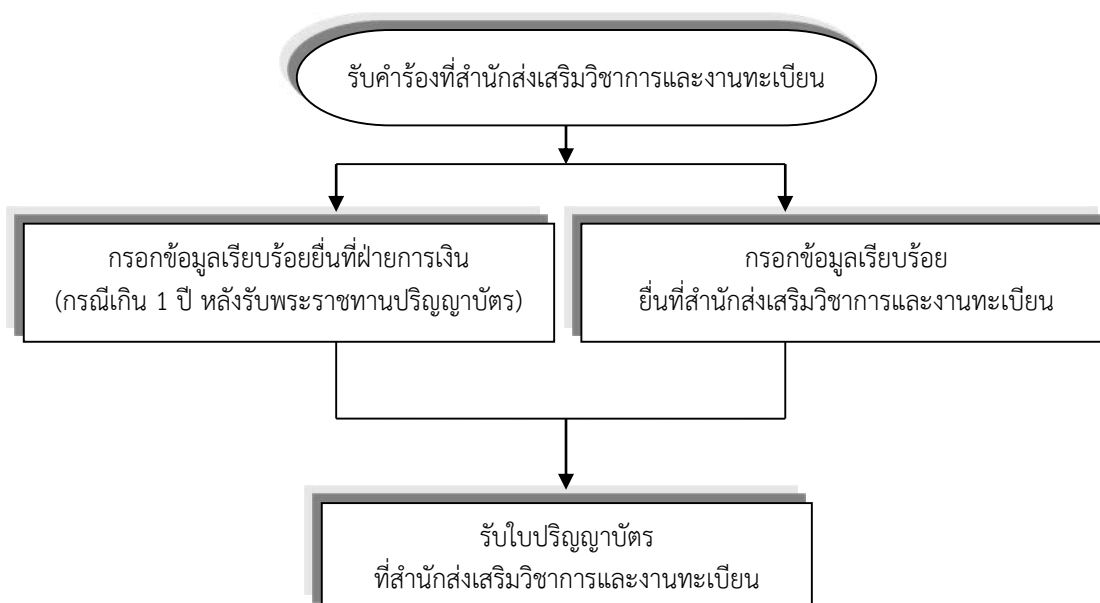 รับคำร้องที่สำนักส่งเสริมวิชาการและงานทะเบียน
กรอกข้อมูลเรียบร้อยยื่นที่ฝ่ายการเงิน
(กรณีเกิน 1 ปี หลังรับพระราชทานปริญญาบัตร)
กรอกข้อมูลเรียบร้อย
ยื่นที่สำนักส่งเสริมวิชาการและงานทะเบียน
รับใบปริญญาบัตร
ที่สำนักส่งเสริมวิชาการและงานทะเบียน